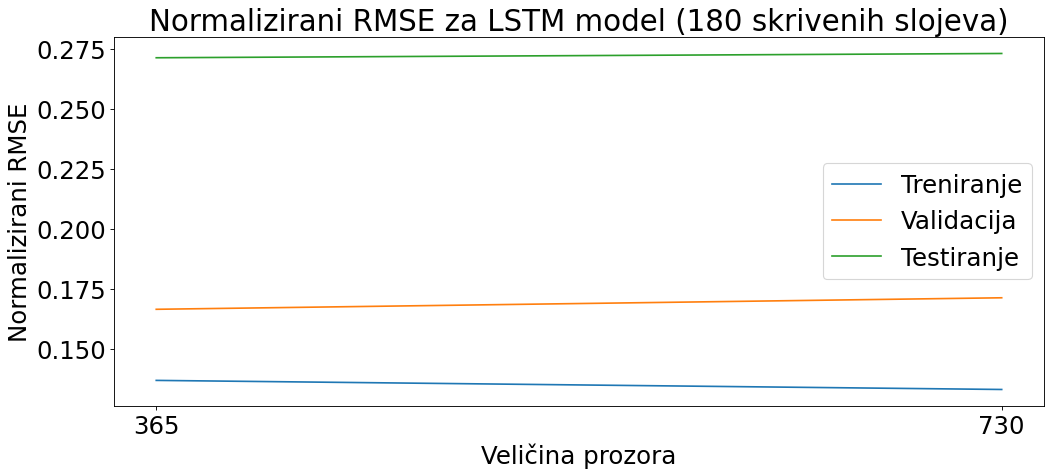 Normalizirani RMSE za LSTM model (180 skrivenih slojeva)
Normalizirani RMSE
0.275
0.250
0.225
0.200
0.175
0.150
Treniranje
Validacija
Testiranje
365
730
Veličina prozora